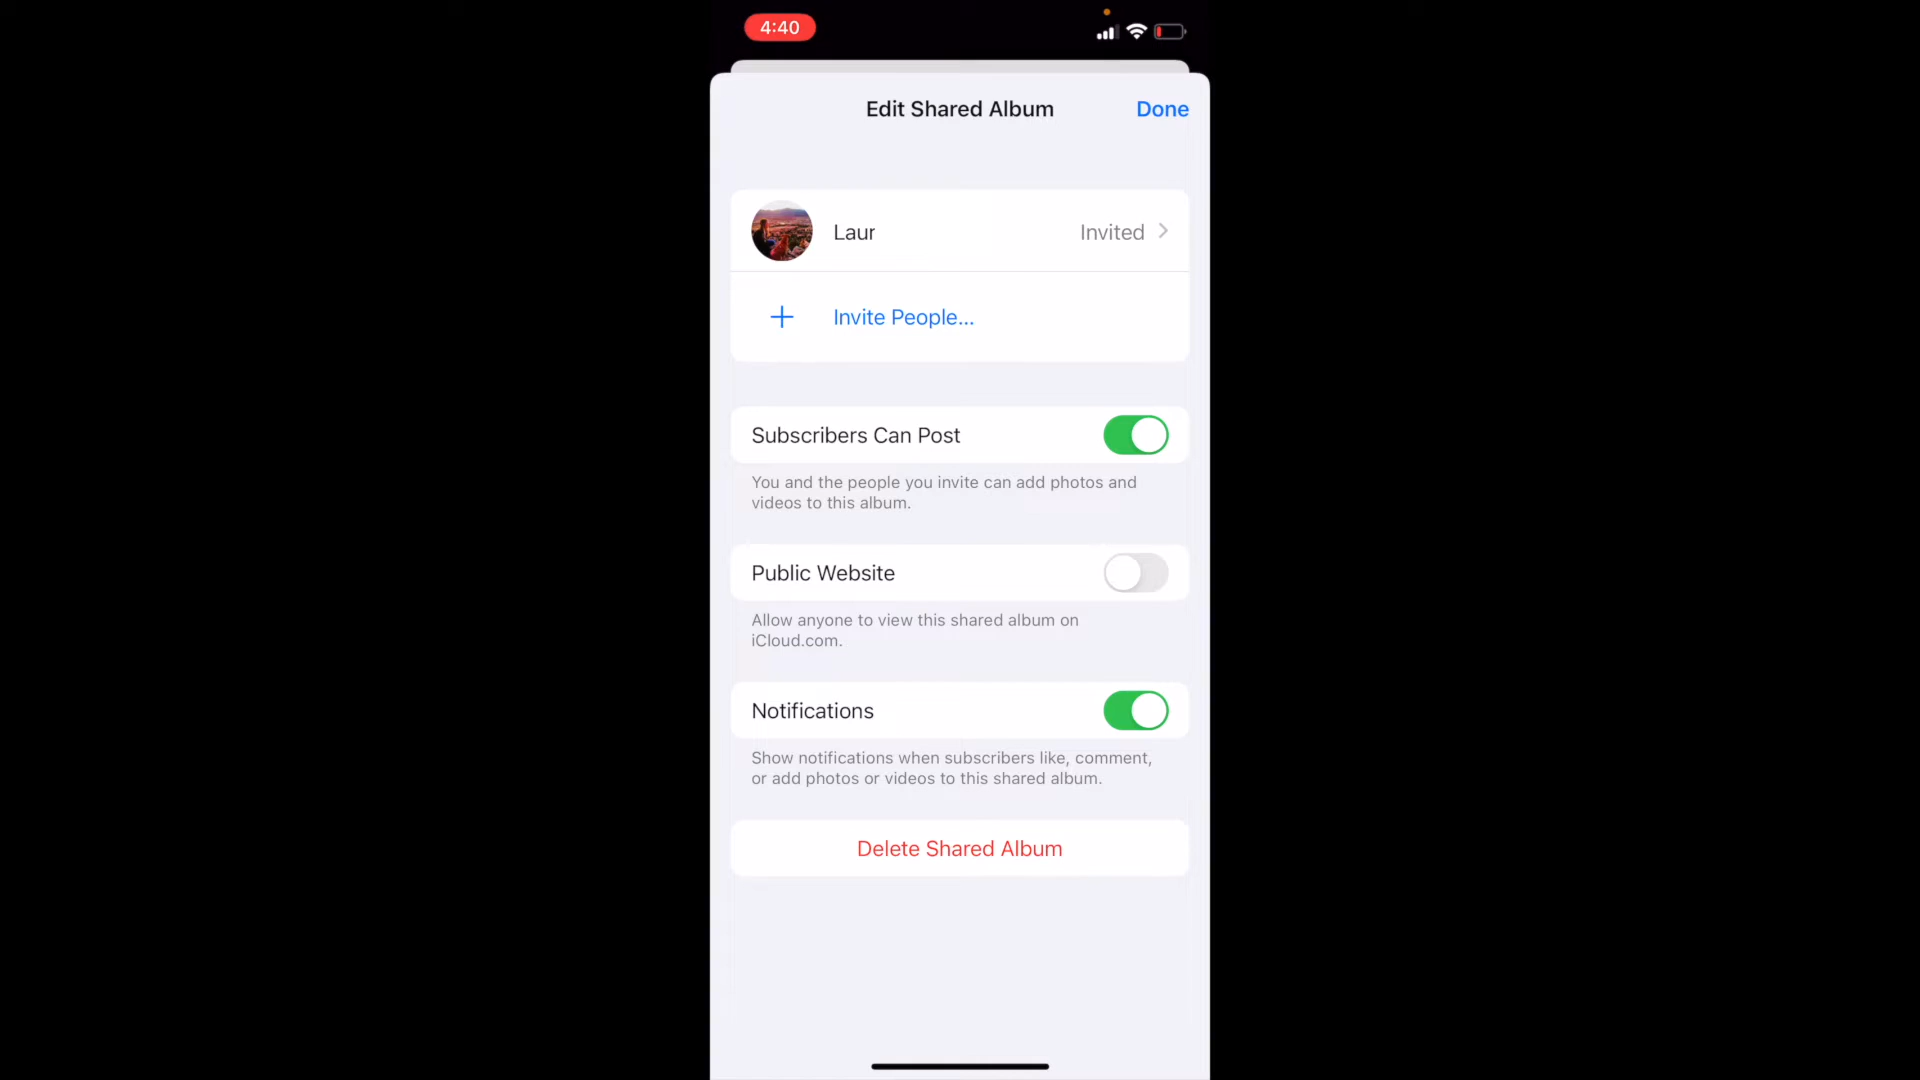 4:40
Edit Shared Album
Done
Laur
Invited
Invite People...
Subscribers Can Post
You and the people you invite can add photos and
videos to this album.
Public Website
Allow anyone to view this shared album on
iCloud.com.
Notifications
Show notifications when subscribers like, comment,
or add photos or videos to this shared album.
Delete Shared Album